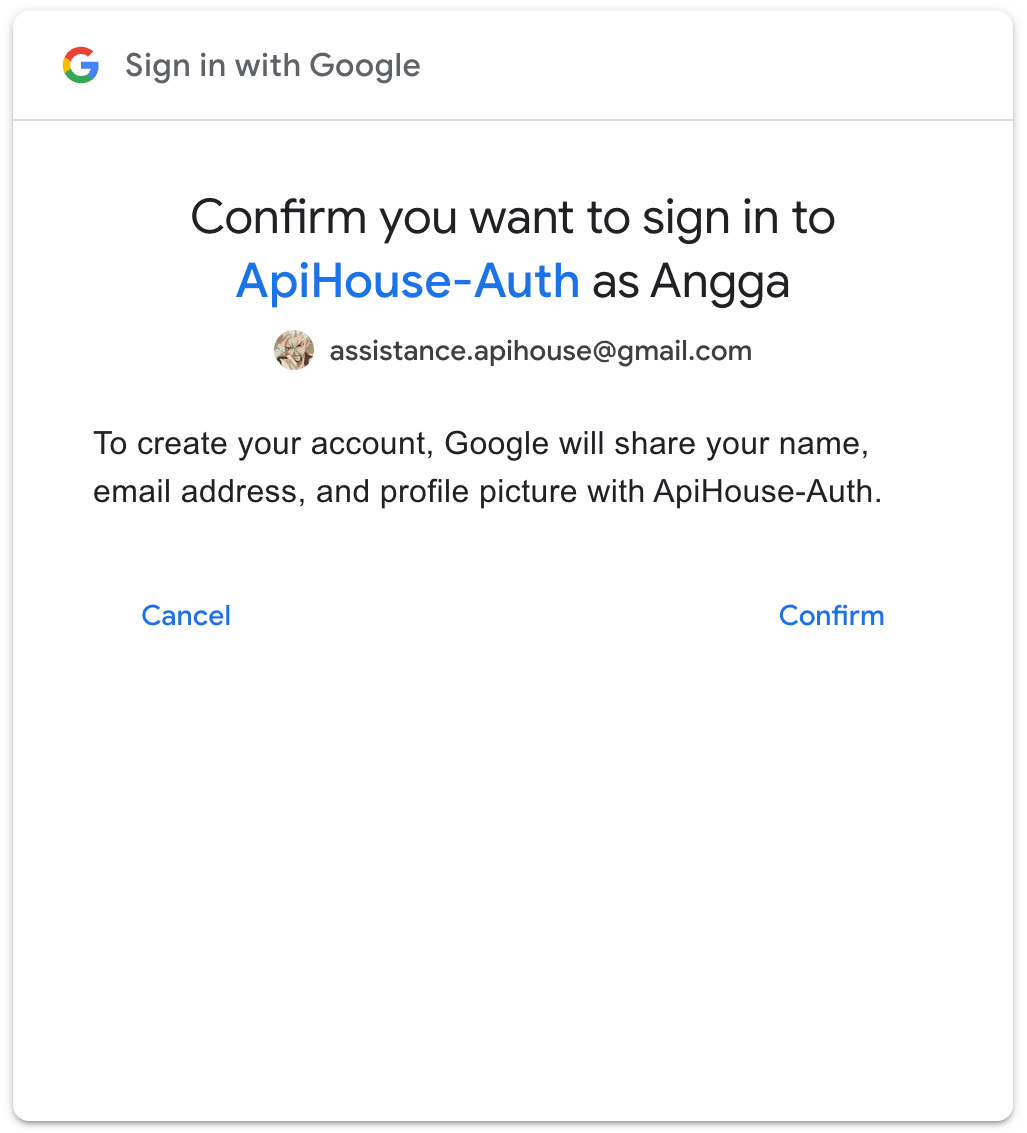 Sign in with Google
Confirm you want to sign in to
ApiHouse-Auth as Angga
assistance.apihouse@gmail.com
To create your account, Google will share your name,
email address, and profile picture with ApiHouse-Auth.
Cancel
Confirm